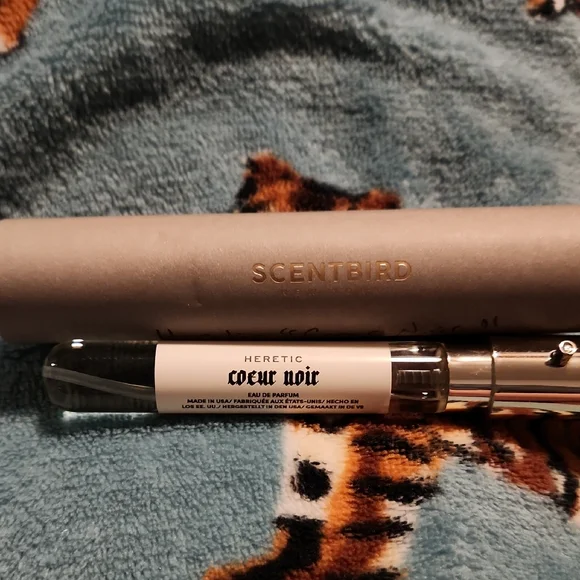 SCENTBIRD
HERETIC
coeur noir
EAU DE PARFUM
MADE IN USA/ FABRIQUÉE AUX ÉTATS-UNIS/ HECHO EN
LOS EE. UU./ HERGESTELLT IN DEN USA/ GEMAAKT IN DE VS